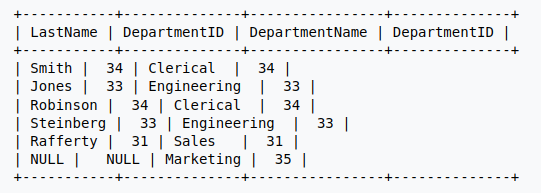 +-----------+--------------+----------------+--------------+
| LastName | DepartmentID | DepartmentName | DepartmentID |
+-----------+--------------+----------------+--------------+
| Smith |  34 | Clerical  |  34 |
| Jones |  33 | Engineering  |  33 |
| Robinson |  34 | Clerical  |  34 |
| Steinberg |  33 | Engineering  |  33 |
| Rafferty |  31 | Sales   |  31 |
| NULL |   NULL | Marketing |  35 |
+-----------+--------------+----------------+--------------+